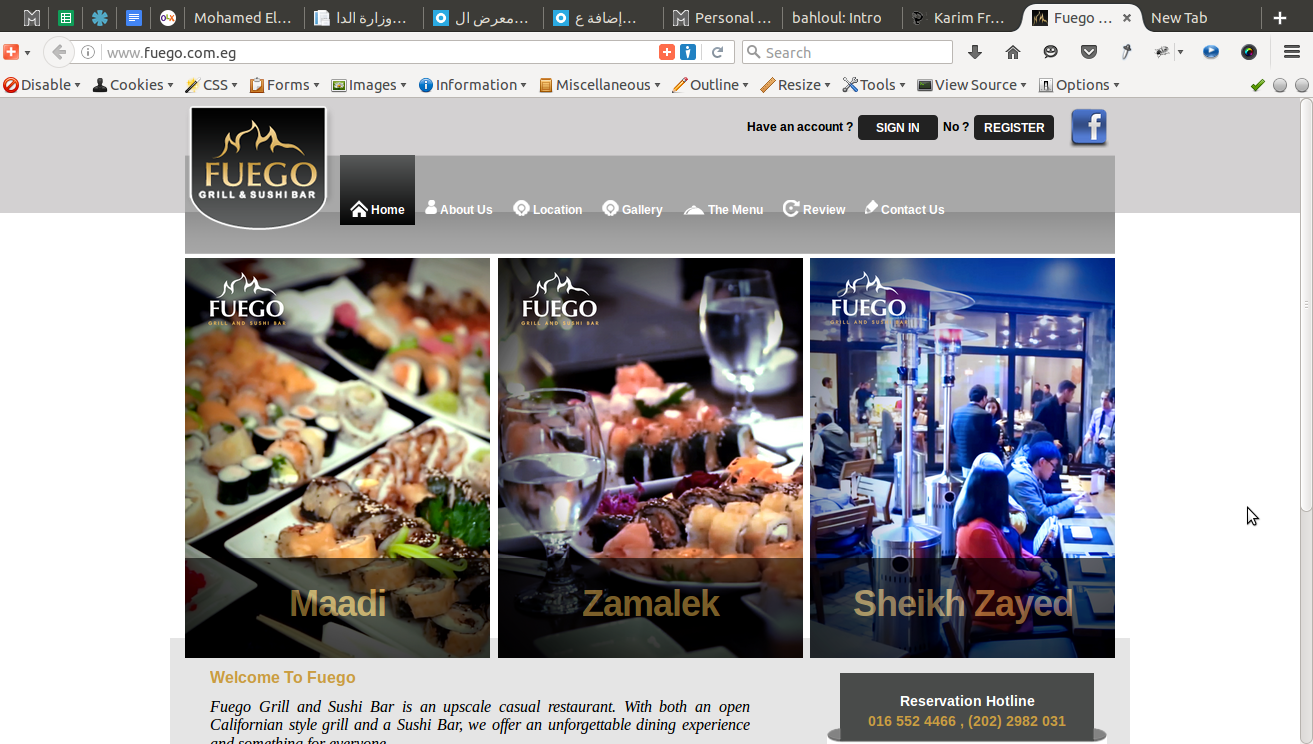 Mohamed El...
وزارة الدا...
معرض ال...
إضافة ع...
Personal ...
bahloul: Intro
Karim Fr...
Fuego ...
New Tab
www.fuego.com.eg
Search
Disable
Cookies
CSS
Forms
Images
Information
Miscellaneous
Outline
Resize
Tools
View Source
Options
Have an account ?
SIGN IN
No ?
REGISTER
FUEGO
GRILL & SUSHI BAR
Home
About Us
Location
Gallery
The Menu
Review
Contact Us
FUEGO
GRILL AND SUSHI BAR
FUEGO
GRILL AND SUSHI BAR
FUEGO
GRILL AND SUSHI BAR
Maadi
Zamalek
Sheikh Zayed
Welcome To Fuego
Fuego Grill and Sushi Bar is an upscale casual restaurant. With both an open
Californian style grill and a Sushi Bar, we offer an unforgettable dining experience
and something for everyone
Reservation Hotline
016 552 4466 , (202) 2982 031